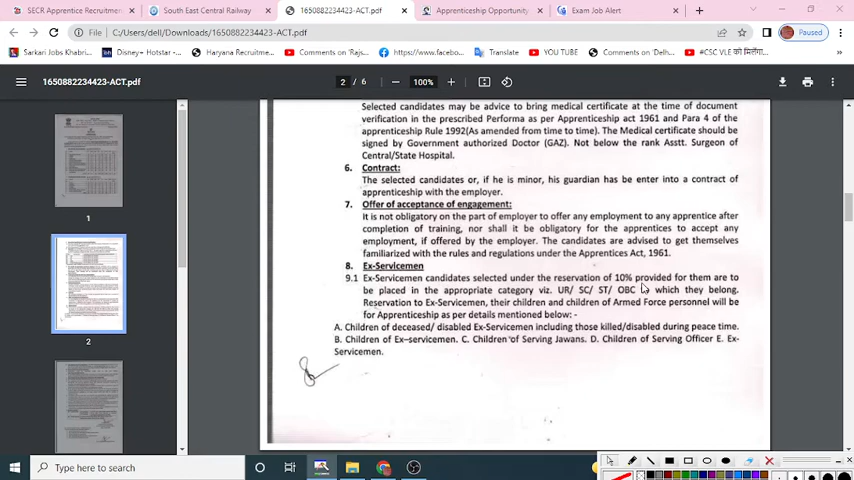 SECR Apprentice Recruitment
South East Central Railway
1650882234423-ACT.pdf
Apprenticeship Opportunity
Exam Job Alert
File
C:/Users/dell/Downloads/1650882234423-ACT.pdf
Paused
Sarkari Jobs Khabri...
Disney+ Hotstar -...
Haryana Recruitme...
Comments on "Rajs...
https://www.facebo...
Translate
YOU TUBE
Comments on "Delh...
#CSC VLE को मिलेंगी...
1650882234423-ACT.pdf
2 / 6
100%
1
2
Selected candidates may be advice to bring medical certificate at the time of document
verification in the prescribed Performa as per Apprenticeship act 1961 and Para 4 of the
apprenticeship Rule 1992(As amended from time to time). The Medical certificate should be
signed by Government authorized Doctor (GAZ). Not below the rank Asstt. Surgeon of
Central/State Hospital.
6. Contract:
The selected candidates or, if he is minor, his guardian has be enter into a contract of
apprenticeship with the employer.
7. Offer of acceptance of engagement:
It is not obligatory on the part of employer to offer any employment to any apprentice after
completion of training, nor shall it be obligatory for the apprentices to accept any
employment, if offered by the employer. The candidates are advised to get themselves
familiarized with the rules and regulations under the Apprentices Act, 1961.
8. Ex-Servicemen
9.1 Ex-Servicemen candidates selected under the reservation of 10% provided for them are to
be placed in the appropriate category viz. UR/ SC/ ST/ OBC to which they belong.
Reservation to Ex-Servicemen, their children and children of Armed Force personnel will be
for Apprenticeship as per details mentioned below: -
A. Children of deceased/ disabled Ex-Servicemen including those killed/disabled during peace time.
B. Children of Ex–servicemen. C. Children of Serving Jawans. D. Children of Serving Officer E. Ex-
Servicemen.
Type here to search